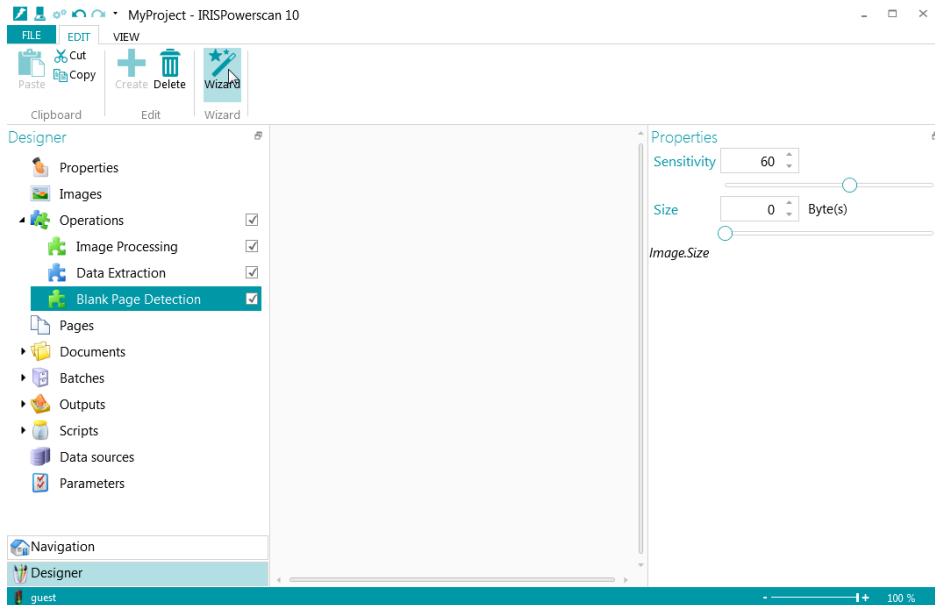 MyProject - IRISPowerscan 10
FILE EDIT VIEW
Paste
Cut
Copy
Create
Delete
Wizard
Clipboard
Edit
Wizard
Designer
Properties
Images
Operations
Image Processing
Data Extraction
Blank Page Detection
Pages
Documents
Batches
Outputs
Scripts
Data sources
Parameters
Navigation
Designer
Properties
Sensitivity 60
Size 0 Byte(s)
Image.Size
guest
- + 100 %